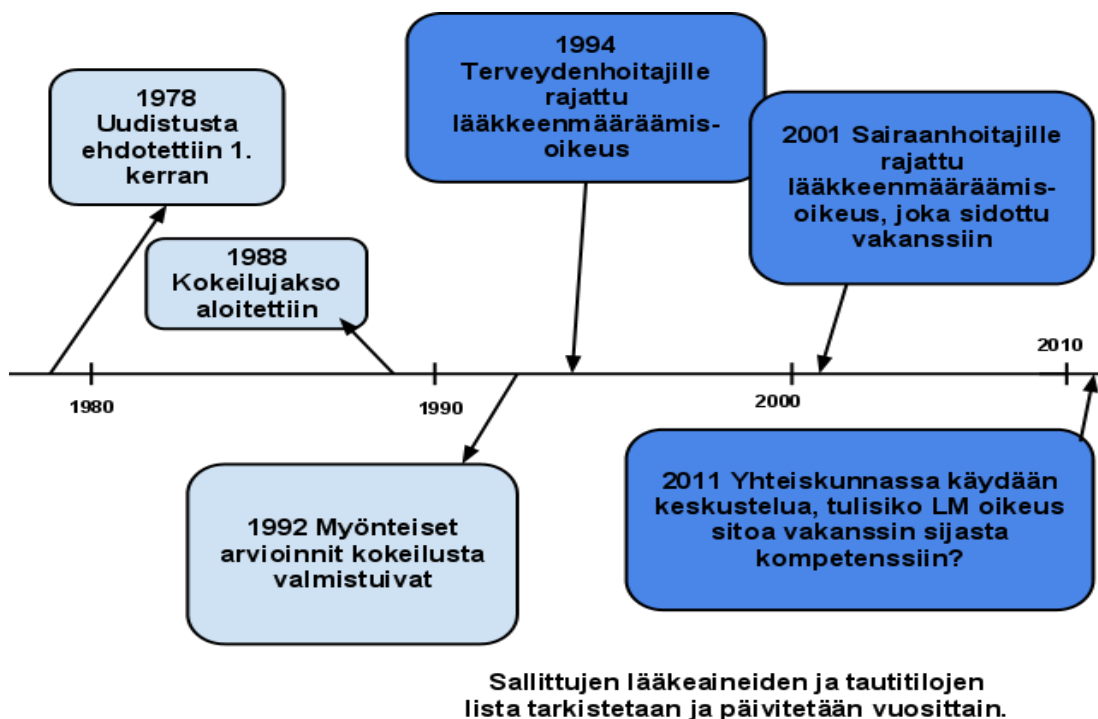 1978
Uudistusta
ehdotettiin 1.
kerran
1988
Kokeilujakso
aloitettiin
1994
Terveydenhoitajille
rajattu
lääkkeenmääräämis-
oikeus
2001 Sairaanhoitajille
rajattu
lääkkeenmääräämis-
oikeus, joka sidottu
vakanssiin
1980
1990
2000
2010
1992 Myönteiset
arvioinnit kokeilusta
valmistuivat
2011 Yhteiskunnassa käydään
keskustelua, tulisiko LM oikeus
sitoa vakanssin sijasta
kompetenssiin?
Sallittujen lääkeaineiden ja tautitilojen
lista tarkistetaan ja päivitetään vuosittain.